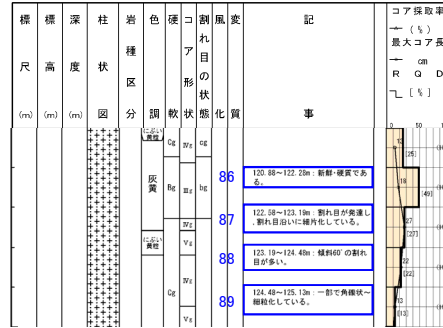 標尺(m)
標高(m)
深度(m)
柱状図
岩種区分
色調
硬軟
コア形状
割れ目の状態
風化
変質
記事
コア採取率
(%)
最大コア長
cm
RQD
[%]
0 50
にぶい
黄橙
Cg
IVg
cg
12
[25]
灰黄
Bg
IIIg
bg
86
120.88~122.28m: 新鮮・硬質であ
る。
18
[49]
87
122.58~123.19m: 割れ目が発達し
、割れ目沿いに細片化している。
IVg
27
[27]
にぶい
黄橙
Vg
88
123.19~124.48m: 傾斜60°の割れ
目が多い。
22
[22]
Cg
IVg
89
124.48~125.13m: 一部で角礫状~
細粒化している。
13
[13]
Vg